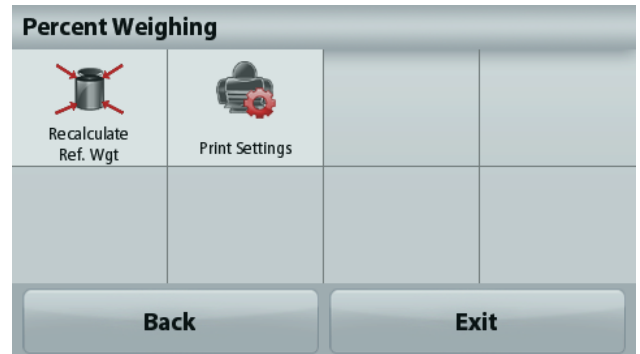 Percent Weighing
Recalculate
Ref. Wgt
Print Settings
Back
Exit